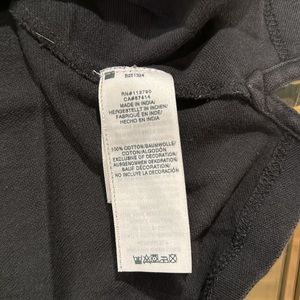 RN#113790
CA#57414
MADE IN INDIA/
HERGESTELLT IN INDIEN/
FABRIQUÉ EN INDE/
HECHO EN INDIA
100% COTTON/BAUMWOLLE/
COTON/ALGODÓN
EXCLUSIVE OF DECORATION/
AUSGENOMMEN DEKORATION/
SAUF DÉCORATION/
NO INCLUYE LA DECORACIÓN